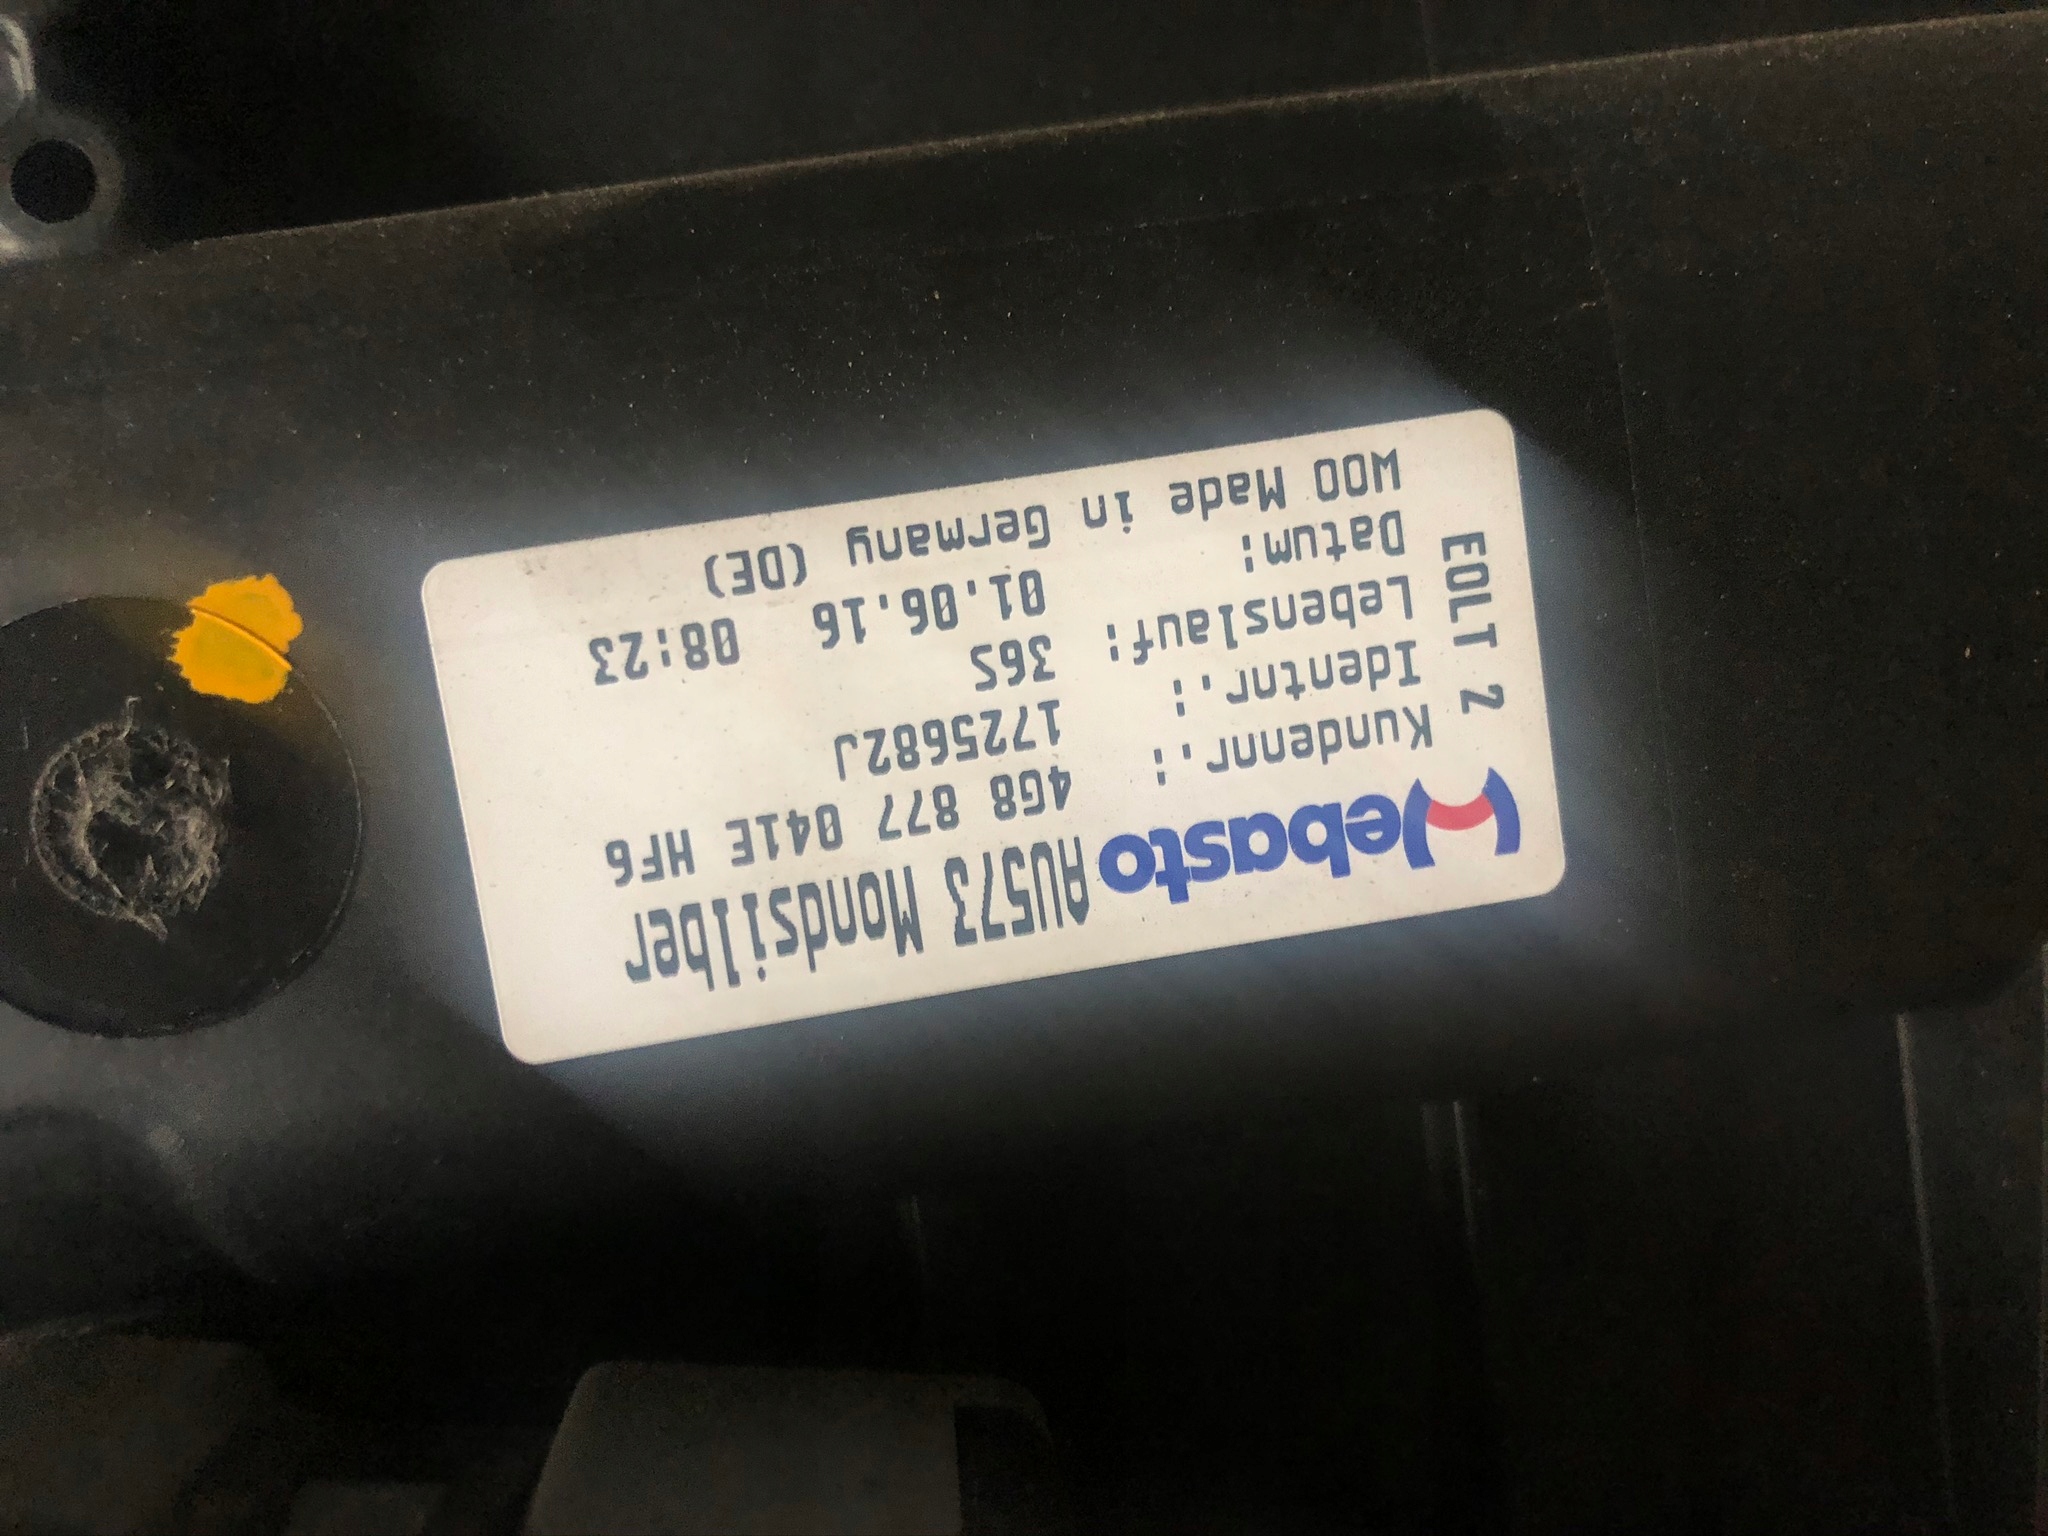 Webasto AU573 Mondsilber
Kundennr.: 4G8 877 041E HF6
Identnr.: 1725682J
Lebenslauf: 36S
Datum: 01.06.16 08:23
W00 Made in Germany (DE)
EOLT 2